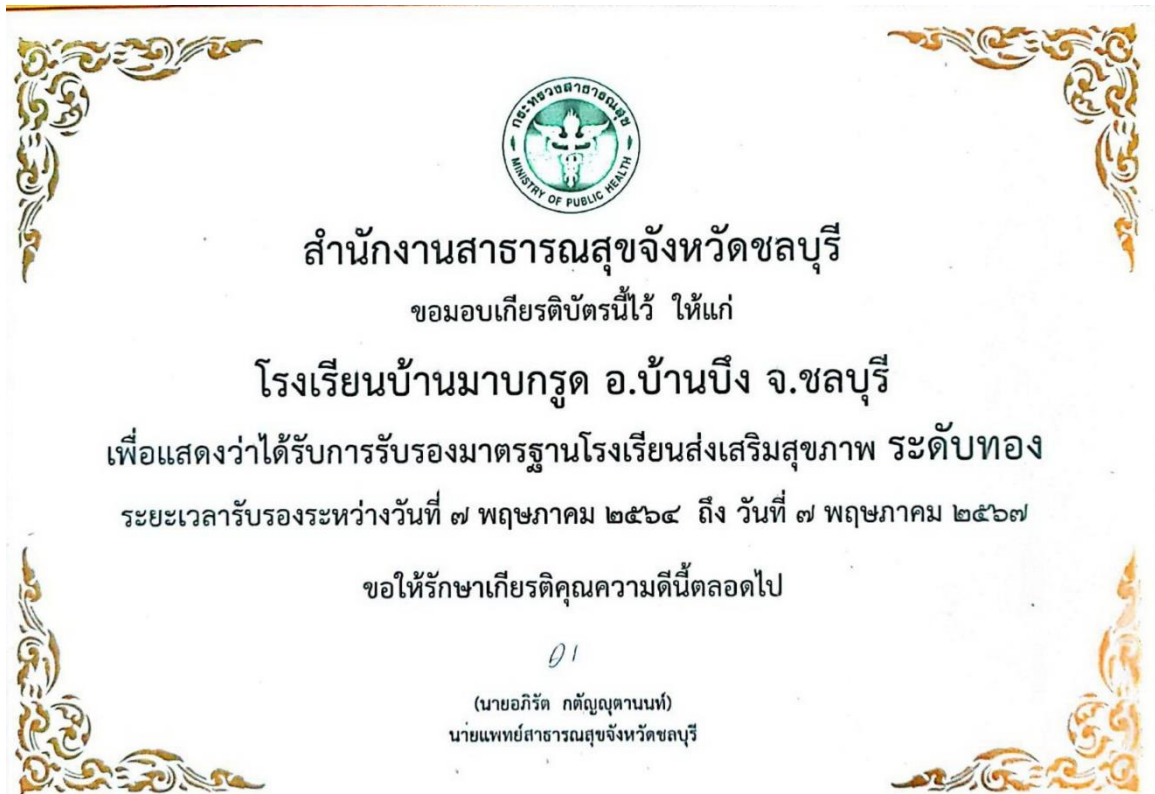 กระทรวงสาธารณสุข
MINISTRY OF PUBLIC HEALTH
สำนักงานสาธารณสุขจังหวัดชลบุรี
ขอมอบเกียรติบัตรนี้ไว้ ให้แก่
โรงเรียนบ้านมาบกรูด อ.บ้านบึง จ.ชลบุรี
เพื่อแสดงว่าได้รับการรับรองมาตรฐานโรงเรียนส่งเสริมสุขภาพ ระดับทอง
ระยะเวลารับรองระหว่างวันที่ ๗ พฤษภาคม ๒๕๖๔ ถึง วันที่ ๗ พฤษภาคม ๒๕๖๗
ขอให้รักษาเกียรติคุณความดีนี้ตลอดไป
(นายอภิรัต กตัญญุตานนท์)
นายแพทย์สาธารณสุขจังหวัดชลบุรี